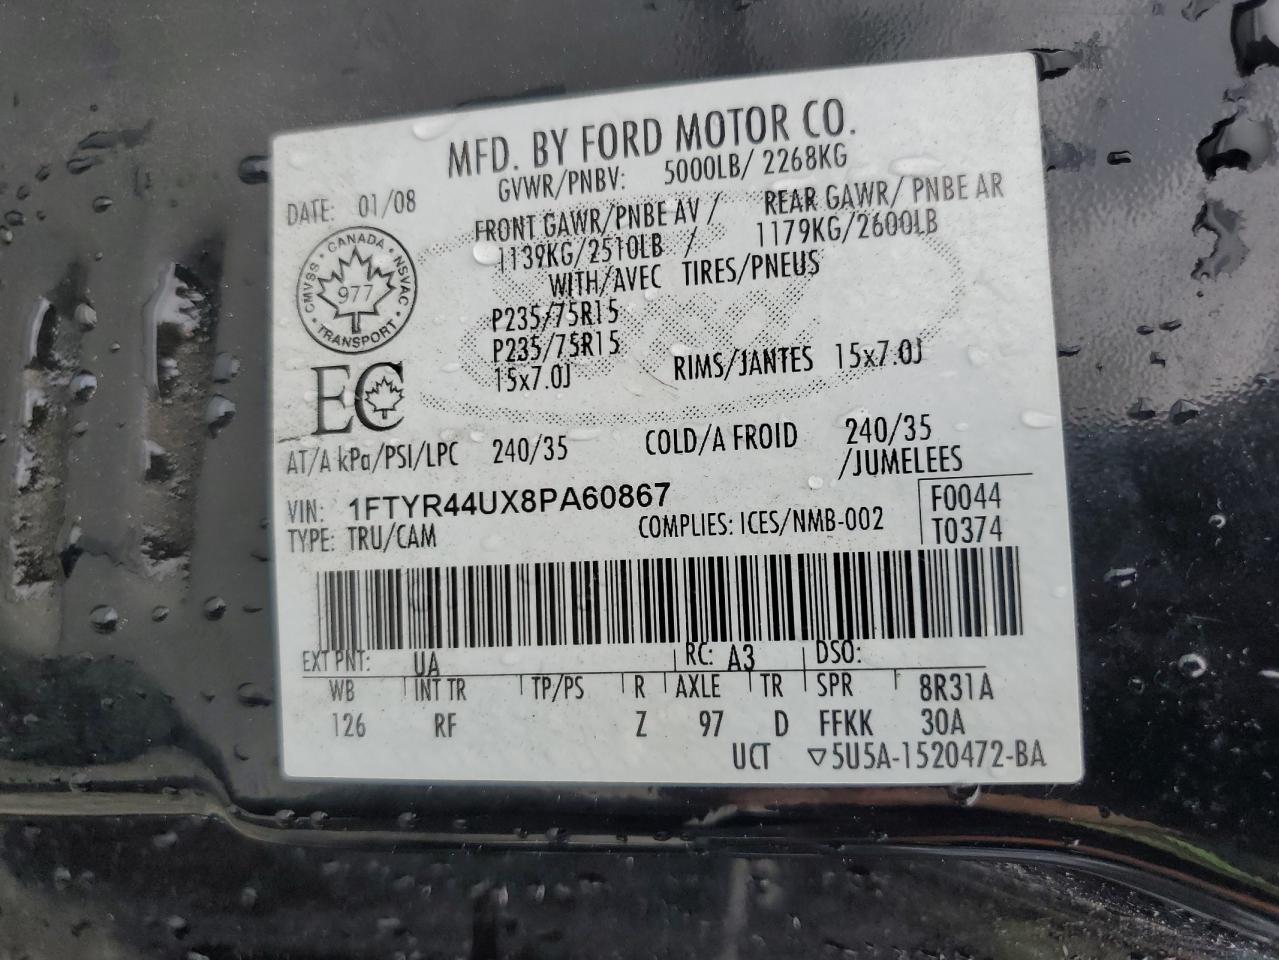 MFD. BY FORD MOTOR CO.
DATE: 01/08
GVWR/PNBV: 5000LB/ 2268KG
FRONT GAWR/PNBE AV / REAR GAWR/ PNBE AR
1139KG/2510LB / 1179KG/2600LB
WITH/AVEC TIRES/PNEUS
CANADA • NSVAC • TRANSPORT • CMVSS •
977
P235/75R15
P235/75R15
15x7.0J RIMS/JANTES 15x7.0J
EC
AT/A kPa/PSI/LPC 240/35 COLD/A FROID 240/35
/JUMELEES
VIN: 1FTYR44UX8PA60867 F0044
TYPE: TRU/CAM COMPLIES: ICES/NMB-002 T0374
EXT PNT: UA RC: A3 DSO:
WB INT TR TP/PS R AXLE TR SPR 8R31A
126 RF Z 97 D FFKK 30A
UCT ▽5U5A-1520472-BA